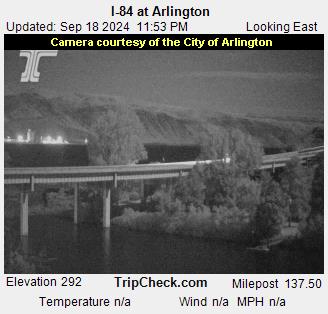 I-84 at Arlington
Updated: Sep 18 2024 11:53 PM Looking East
Camera courtesy of the City of Arlington
Elevation 292 TripCheck.com Milepost 137.50
Temperature n/a Wind n/a MPH n/a